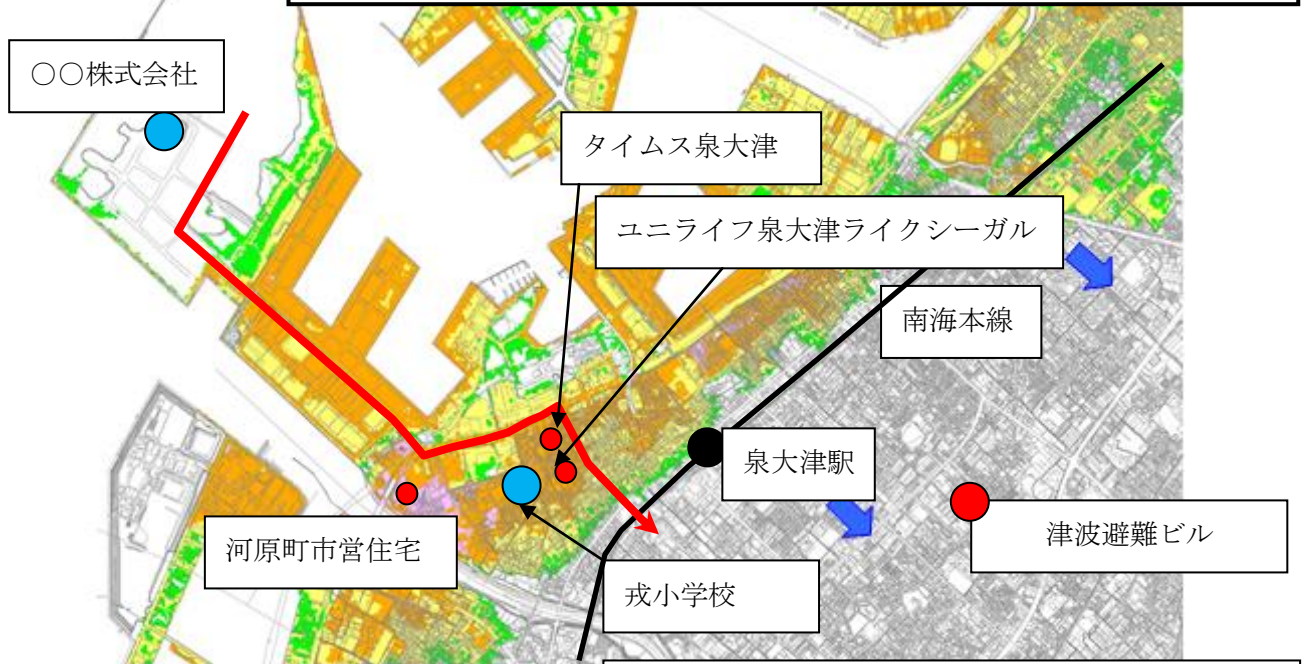 〇〇株式会社
タイムス泉大津
ユニライフ泉大津ライクシーガル
南海本線
泉大津駅
津波避難ビル
河原町市営住宅
戎小学校